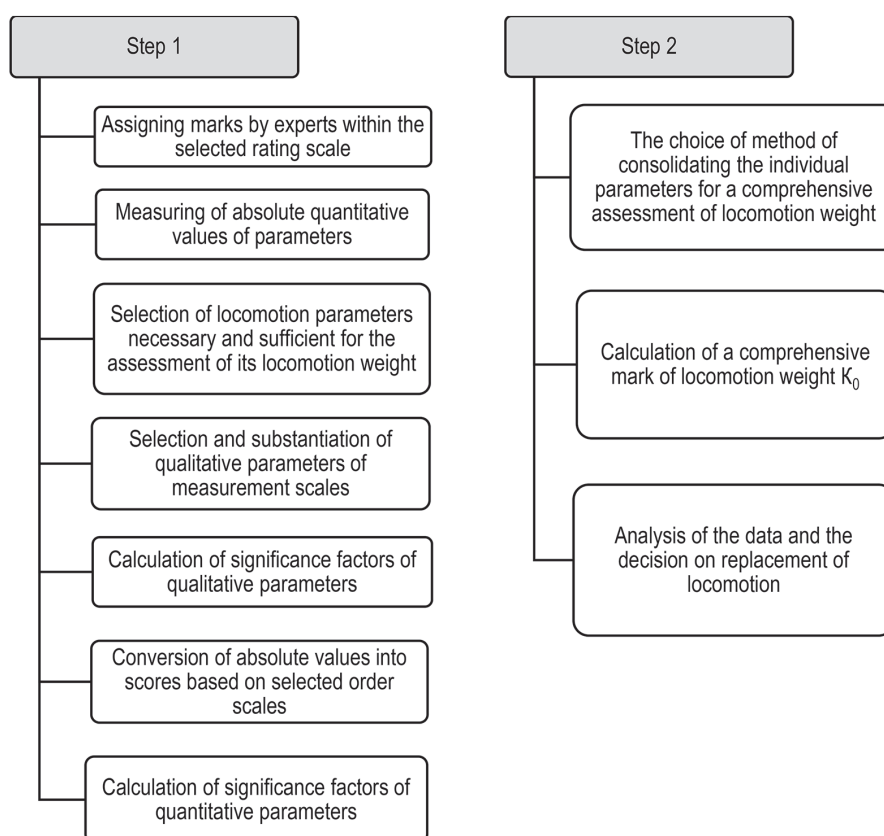 Step 1
Assigning marks by experts within the
selected rating scale
Measuring of absolute quantitative
values of parameters
Selection of locomotion parameters
necessary and sufficient for the
assessment of its locomotion weight
Selection and substantiation of
qualitative parameters of
measurement scales
Calculation of significance factors of
qualitative parameters
Conversion of absolute values into
scores based on selected order
scales
Calculation of significance factors of
quantitative parameters
Step 2
The choice of method of
consolidating the individual
parameters for a comprehensive
assessment of locomotion weight
Calculation of a comprehensive
mark of locomotion weight K₀
Analysis of the data and the
decision on replacement of
locomotion